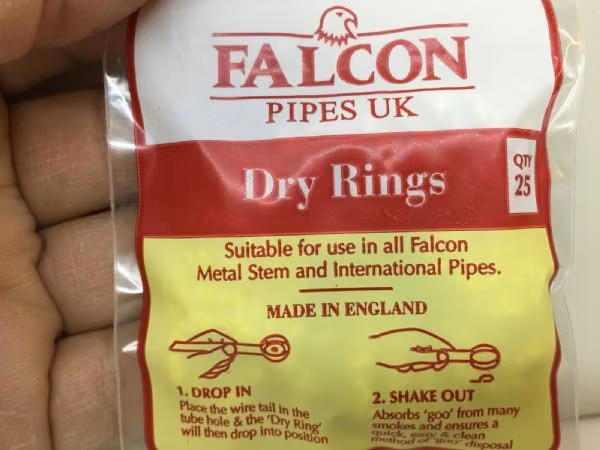 FALCON
PIPES UK
Dry Rings
QTY
25
Suitable for use in all Falcon
Metal Stem and International Pipes.
MADE IN ENGLAND
1. DROP IN
Place the wire tail in the
tube hole & the 'Dry Ring'
will then drop into position
2. SHAKE OUT
Absorbs 'goo' from many
smokes and ensures a
quick, easy & clean
method of 'goo' disposal